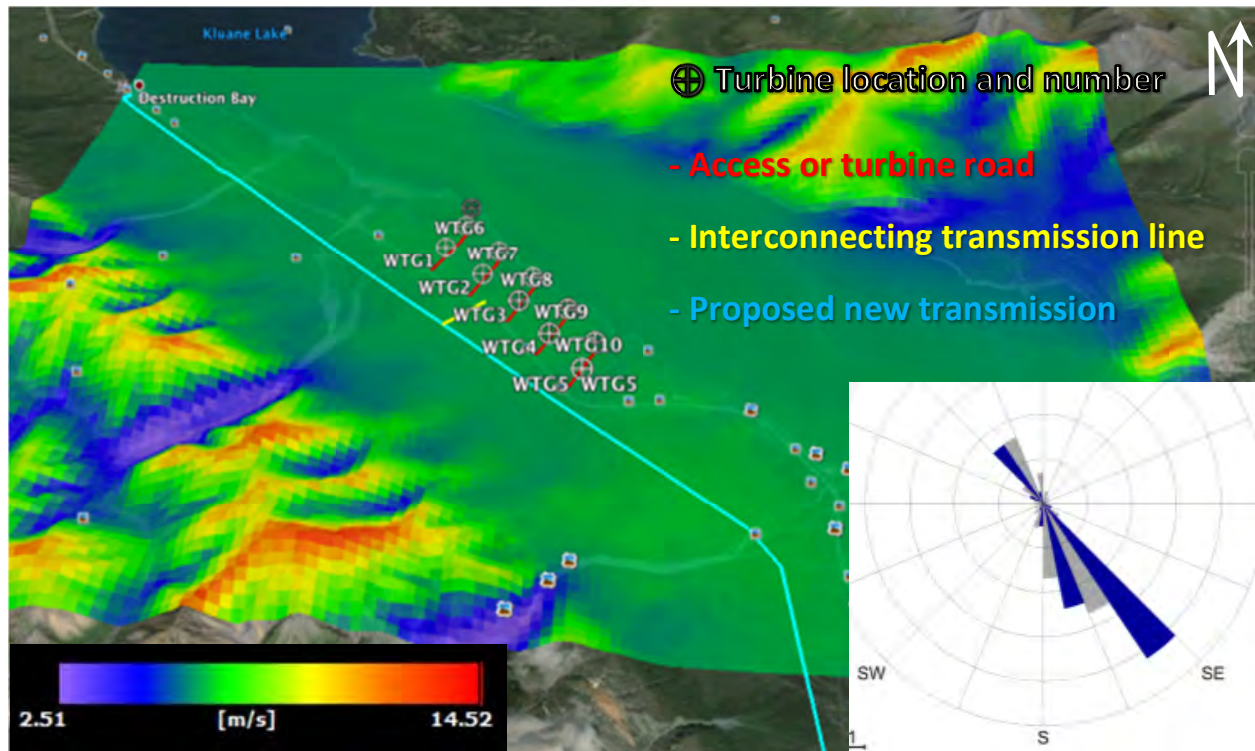 Kluane Lake
N
Destruction Bay
Turbine location and number
- Access or turbine road
- Interconnecting transmission line
- Proposed new transmission
WTG6
WTG1 WTG7
WTG2 WTG8
WTG3 WTG9
WTG4 WTG10
WTG5 WTG5
SW SE
S
1
2.51 [m/s] 14.52